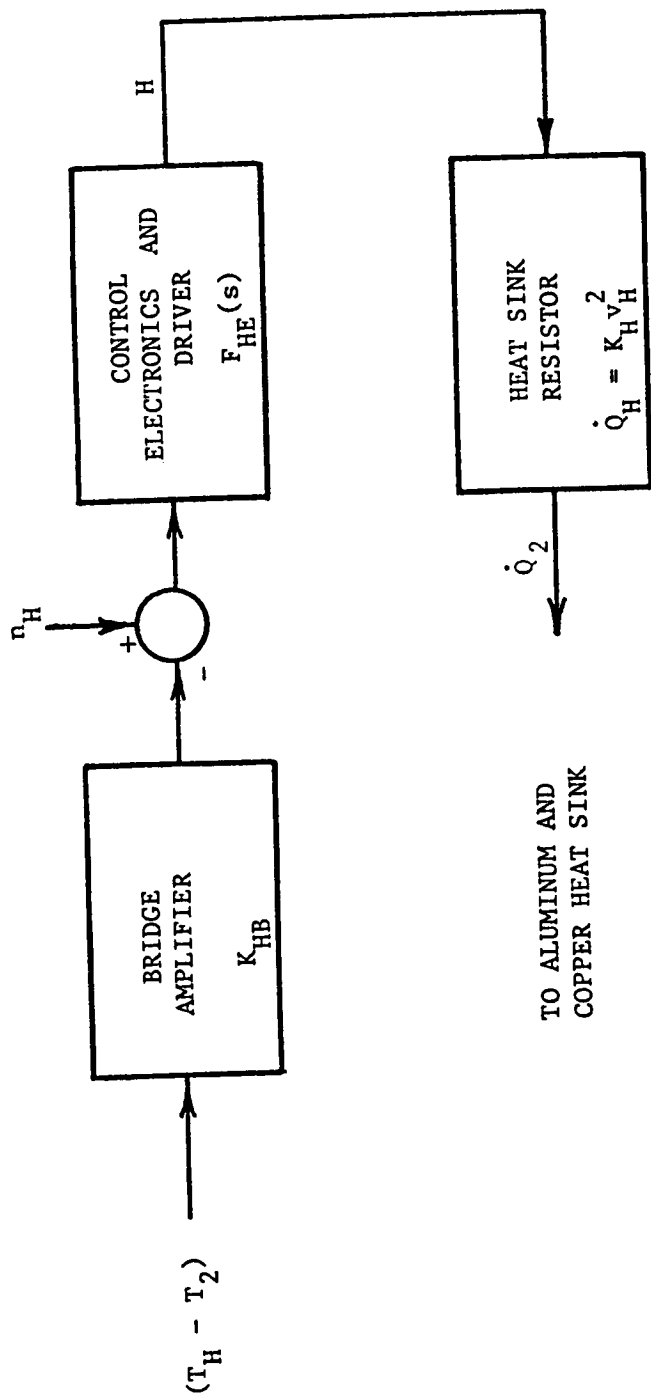 (T_H - T_2)
BRIDGE
AMPLIFIER
K_HB
n_H
+
-
CONTROL
ELECTRONICS AND
DRIVER
F_HE(s)
H
HEAT SINK
RESISTOR
Q̇_H = K_H v_H^2
Q̇_2
TO ALUMINUM AND
COPPER HEAT SINK